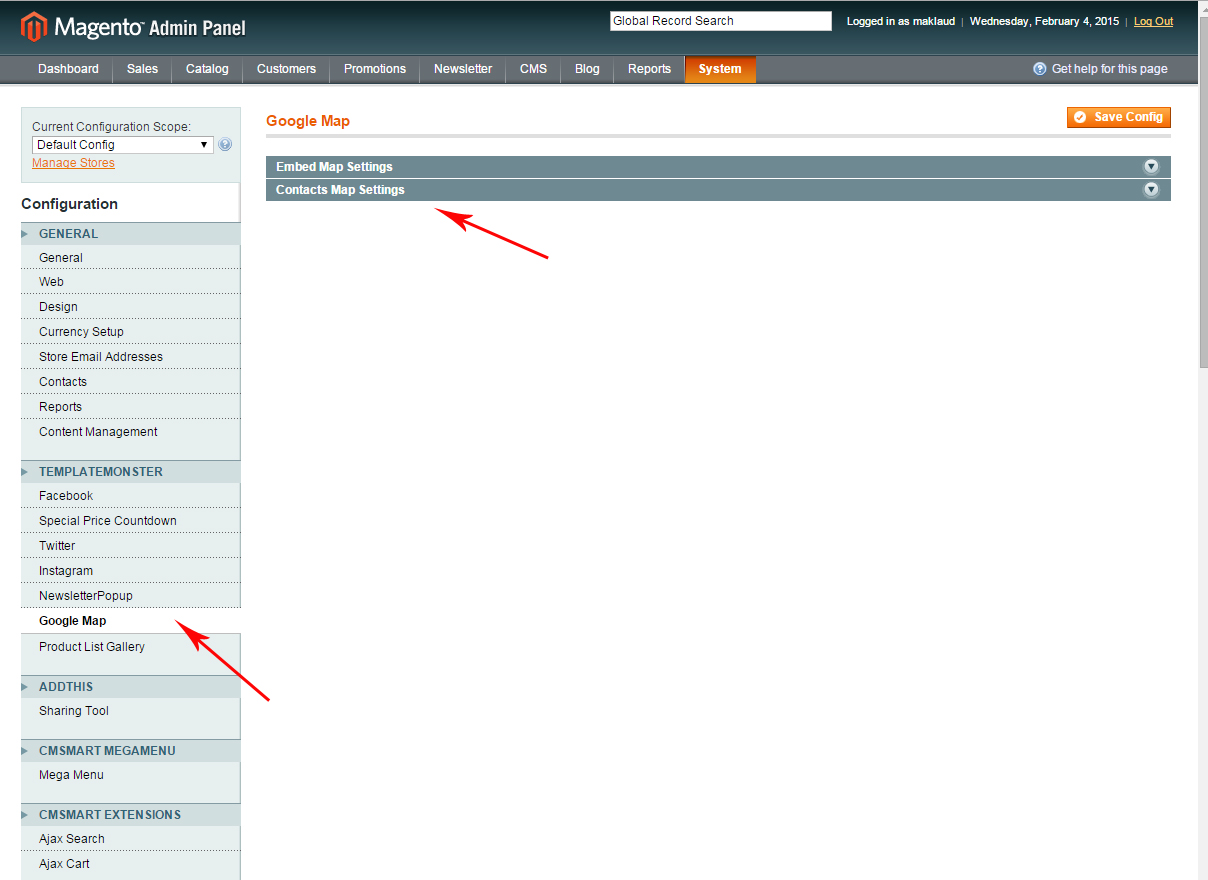 Magento Admin Panel
Global Record Search
Logged in as maklaud | Wednesday, February 4, 2015 | Log Out
Dashboard Sales Catalog Customers Promotions Newsletter CMS Blog Reports System Get help for this page
Current Configuration Scope:
Default Config
Manage Stores
Configuration
GENERAL
General
Web
Design
Currency Setup
Store Email Addresses
Contacts
Reports
Content Management
TEMPLATEMONSTER
Facebook
Special Price Countdown
Twitter
Instagram
NewsletterPopup
Google Map
Product List Gallery
ADDTHIS
Sharing Tool
CMSMART MEGAMENU
Mega Menu
CMSMART EXTENSIONS
Ajax Search
Ajax Cart
Google Map
Save Config
Embed Map Settings
Contacts Map Settings